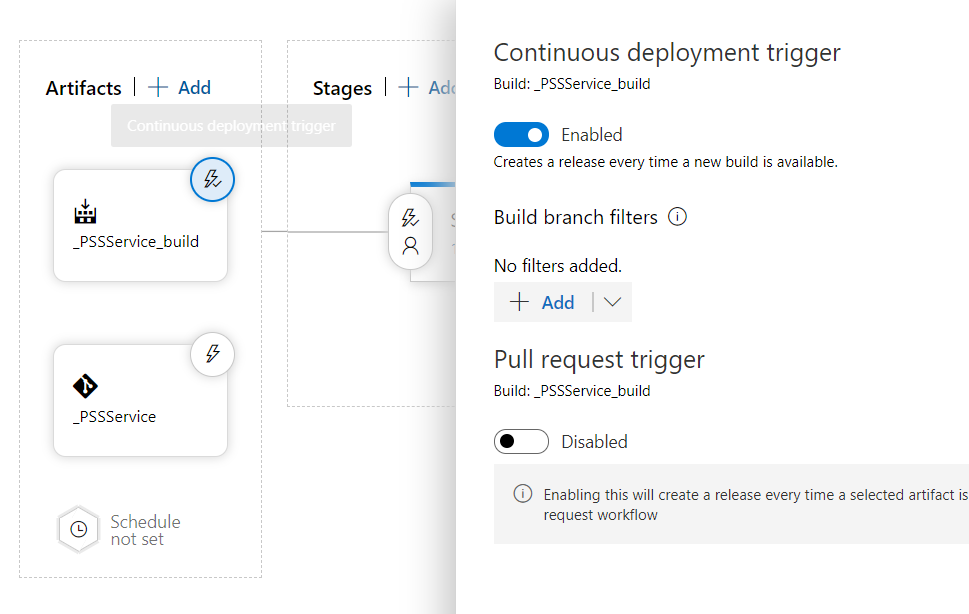 Artifacts
Add
Continuous deployment trigger
_PSSService_build
_PSSService
Schedule
not set
Stages
Continuous deployment trigger
Build: _PSSService_build
Enabled
Creates a release every time a new build is available.
Build branch filters
No filters added.
Add
Pull request trigger
Build: _PSSService_build
Disabled
Enabling this will create a release every time a selected artifact is
request workflow